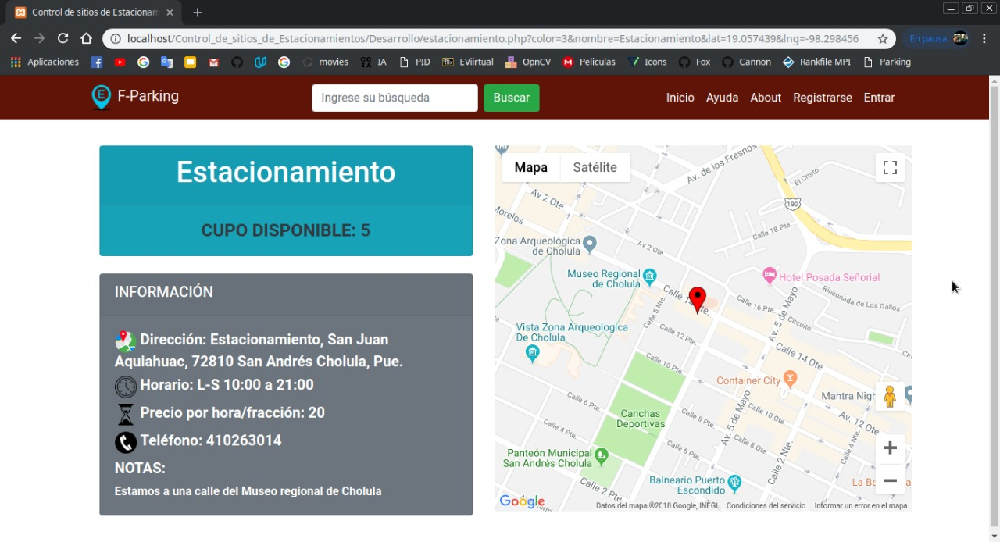 Control de sitios de Estacionam
localhost/Control_de_sitios_de_Estacionamientos/Desarrollo/estacionamiento.php?color=3&nombre=Estacionamiento&lat=19.057439&lng=-98.298456
En pausa
Aplicaciones
movies
IA
PID
EVirtual
OpnCV
Peliculas
Icons
Fox
Cannon
Rankfile MPI
Parking
F-Parking
Ingrese su búsqueda
Buscar
Inicio
Ayuda
About
Registrarse
Entrar
Estacionamiento
CUPO DISPONIBLE: 5
INFORMACIÓN
Dirección: Estacionamiento, San Juan
Aquiahuac, 72810 San Andrés Cholula, Pue.
Horario: L-S 10:00 a 21:00
Precio por hora/fracción: 20
Teléfono: 410263014
NOTAS:
Estamos a una calle del Museo regional de Cholula
Mapa
Satélite
Av. de los Fresnos
El Cristo
Av 2 Ote
Morelos
190
Calle 18 Pte.
Zona Arqueológica
de Cholula
Av 2 Ote
Museo Regional
de Cholula
Hotel Posada Señorial
Calle 14 Pte.
Calle 16 Pte.
Rinconada de Los Gallos
Calle 5 Nte.
Av. 5 de Mayo
Circuito
Vista Zona Arqueologica
De Cholula
Calle 12 Pte.
Calle 14 Ote
Calle 10 Pte.
Container City
Calle 6 Pte.
Mantra Nigh
Canchas
Deportivas
Calle 8 Pte.
Calle 10 Ote.
Av. 12 Ote
Calle 4 Pte.
Av. 5 de Mayo
Calle 8 Ote.
Panteón Municipal
San Andrés Cholula
Calle 6 Pte.
Calle 2 Nte.
Balneario Puerto
Escondido
La Be
Calle 2 Pte.
Google
Datos del mapa ©2018 Google, INEGI
Condiciones del servicio
Informar un error en el mapa